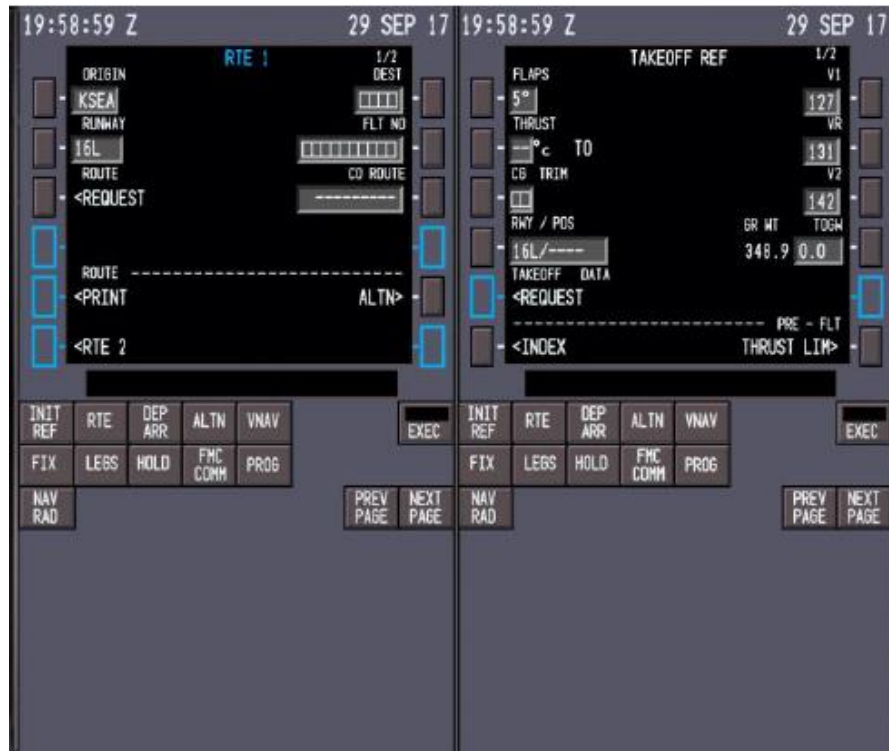 19:58:59 Z 29 SEP 17
RTE 1 1/2
ORIGIN DEST
KSEA
RUNWAY FLT NO
16L
ROUTE CO ROUTE
<REQUEST ---------
ROUTE ----------------------------
<PRINT ALTN>
<RTE 2
INIT REF RTE DEP ARR ALTN VNAV EXEC
FIX LEGS HOLD FMC COMM PROG
NAV RAD PREV PAGE NEXT PAGE
19:58:59 Z 29 SEP 17
TAKEOFF REF 1/2
FLAPS V1
5° 127
THRUST VR
--°c TO 131
CG TRIM V2
142
RWY / POS GR WT TOGW
16L/---- 348.9 0.0
TAKEOFF DATA
<REQUEST
-------------------------- PRE - FLT
<INDEX THRUST LIM>
INIT REF RTE DEP ARR ALTN VNAV EXEC
FIX LEGS HOLD FMC COMM PROG
NAV RAD PREV PAGE NEXT PAGE